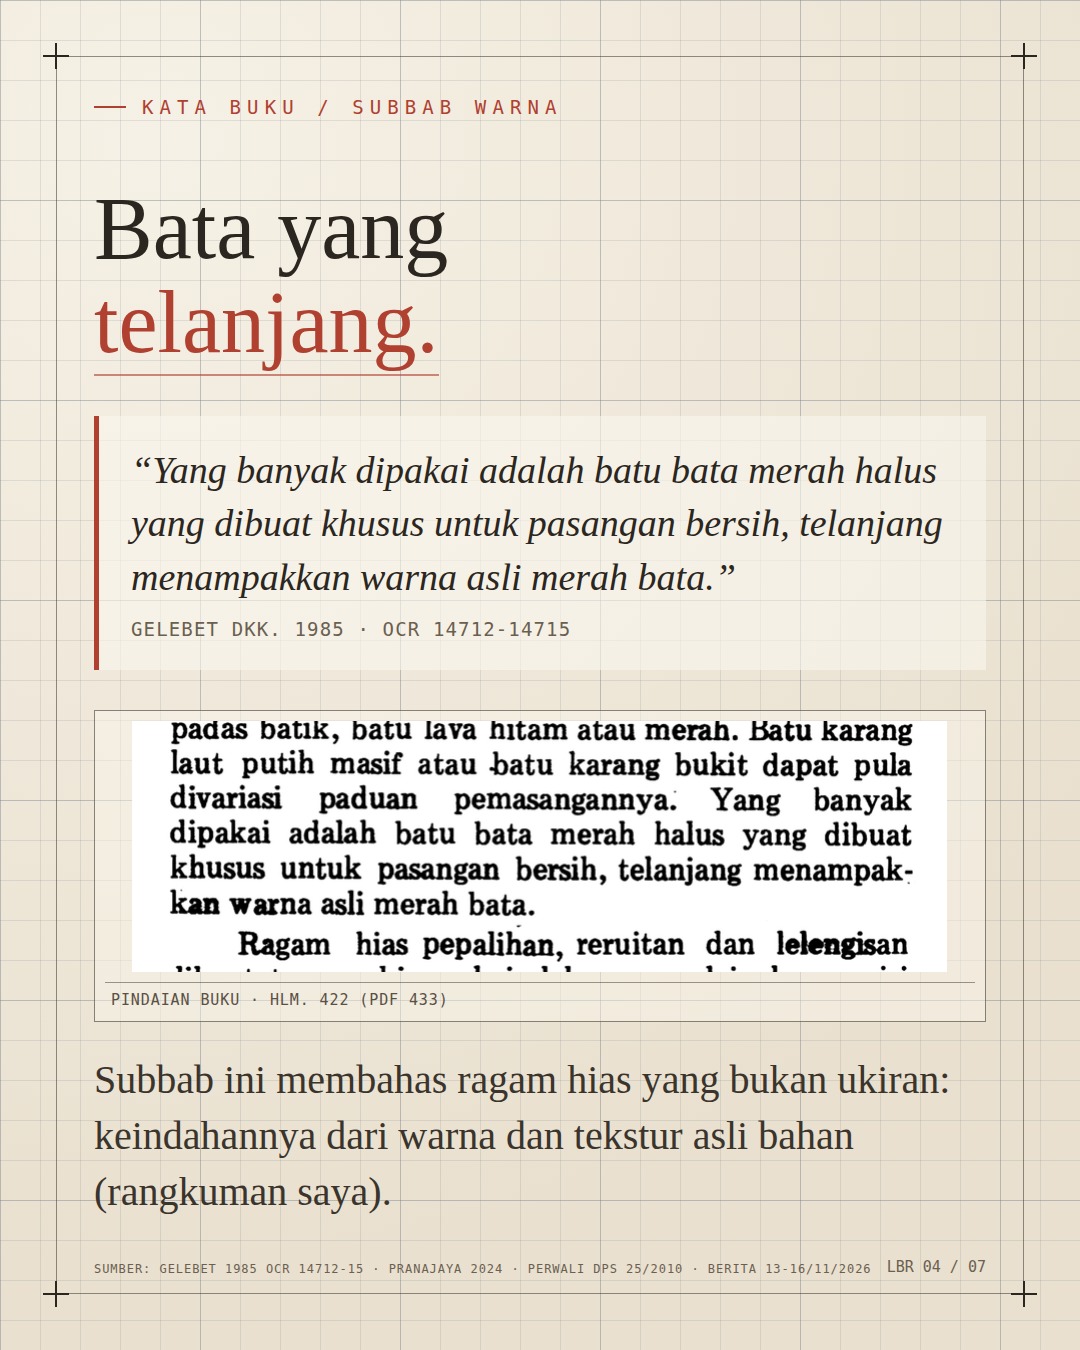 KATA BUKU / SUBBAB WARNA
Bata yang
telanjang.
“Yang banyak dipakai adalah batu bata merah halus
yang dibuat khusus untuk pasangan bersih, telanjang
menampakkan warna asli merah bata.”
GELEBET DKK. 1985 · OCR 14712-14715
padas batik, batu lava hitam atau merah. Batu karang
laut putih masif atau batu karang bukit dapat pula
divariasi paduan pemasangannya. Yang banyak
dipakai adalah batu bata merah halus yang dibuat
khusus untuk pasangan bersih, telanjang menampak-
kan warna asli merah bata.
Ragam hias pepalihan, reruitan dan lelengisan
PINDAIAN BUKU · HLM. 422 (PDF 433)
Subbab ini membahas ragam hias yang bukan ukiran:
keindahannya dari warna dan tekstur asli bahan
(rangkuman saya).
SUMBER: GELEBET 1985 OCR 14712-15 · PRANAJAYA 2024 · PERWALI DPS 25/2010 · BERITA 13-16/11/2026 LBR 04 / 07